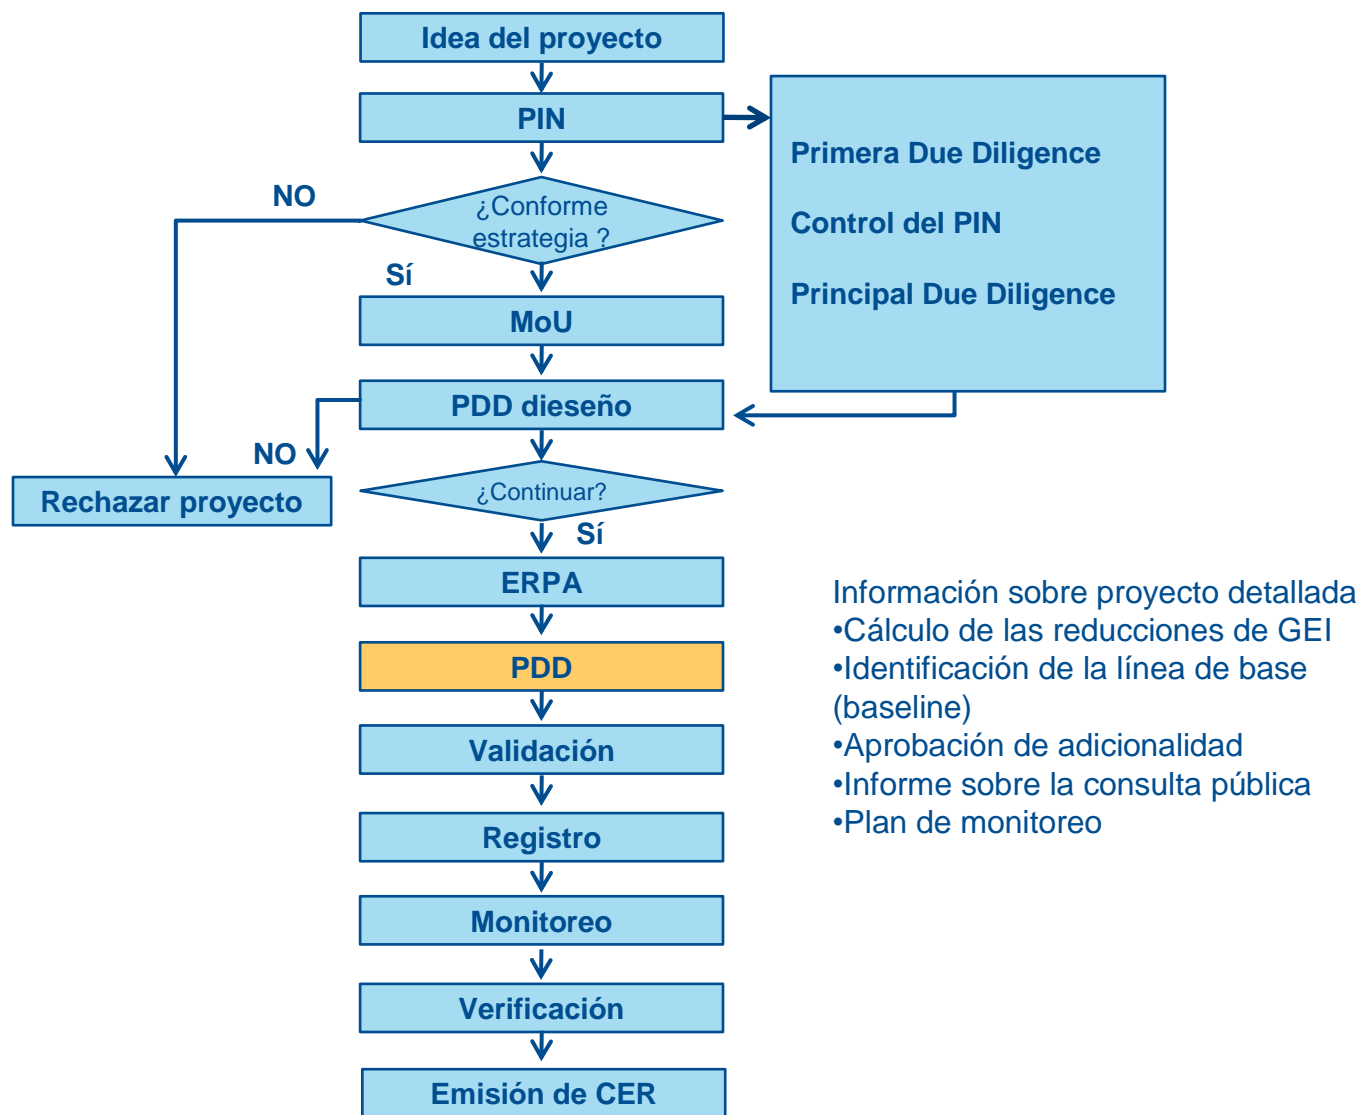 Idea del proyecto
PIN
Primera Due Diligence
Control del PIN
Principal Due Diligence
NO
¿Conforme
estrategia ?
Sí
MoU
PDD dieseño
NO
Rechazar proyecto
¿Continuar?
Sí
ERPA
PDD
Validación
Registro
Monitoreo
Verificación
Emisión de CER
Información sobre proyecto detallada
•Cálculo de las reducciones de GEI
•Identificación de la línea de base
(baseline)
•Aprobación de adicionalidad
•Informe sobre la consulta pública
•Plan de monitoreo